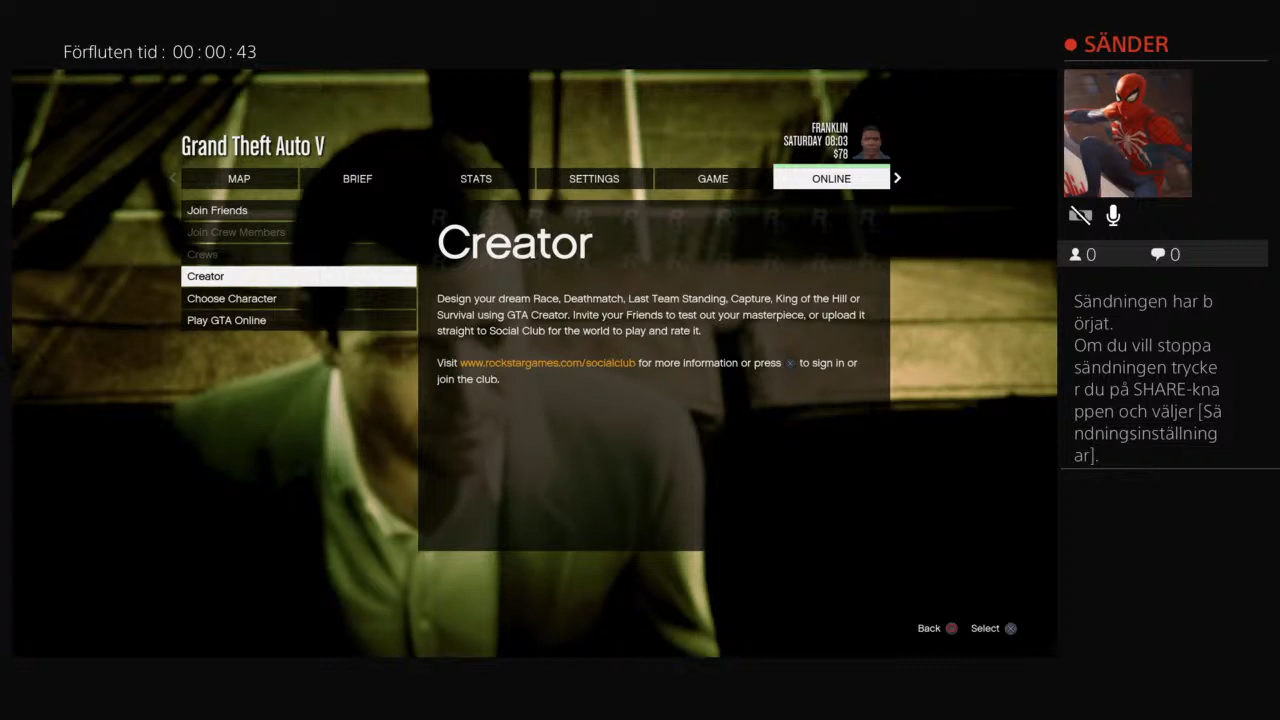 Förfluten tid : 00:00:43
SÄNDER
Grand Theft Auto V
FRANKLIN
SATURDAY 08:03
$78
MAP BRIEF STATS SETTINGS GAME ONLINE
Join Friends
Join Crew Members
Crews
Creator
Choose Character
Play GTA Online
Creator
Design your dream Race, Deathmatch, Last Team Standing, Capture, King of the Hill or
Survival using GTA Creator. Invite your Friends to test out your masterpiece, or upload it
straight to Social Club for the world to play and rate it.
Visit www.rockstargames.com/socialclub for more information or press to sign in or
join the club.
Back Select
0 0
Sändningen har b
örjat.
Om du vill stoppa
sändningen trycke
r du på SHARE-kna
ppen och väljer [Sä
ndningsinställning
ar].